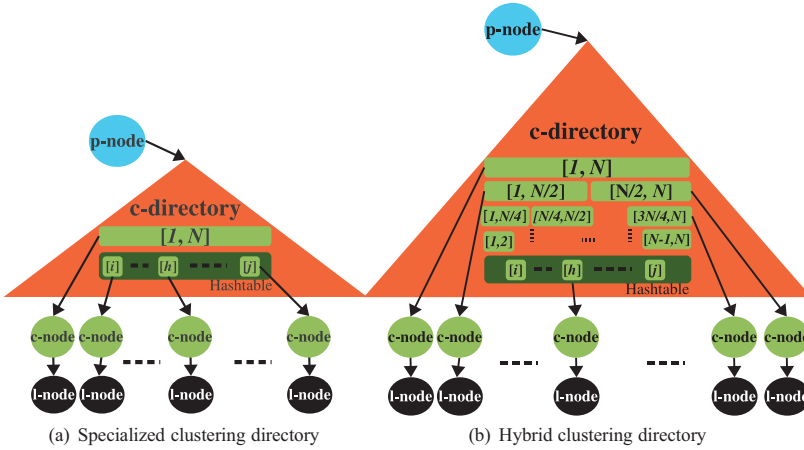 p-node
c-directory
[1, N]
[i] [h] [j]
Hashtable
c-node c-node c-node c-node
l-node l-node l-node l-node
(a) Specialized clustering directory
p-node
c-directory
[1, N]
[1, N/2] [N/2, N]
[1,N/4] [N/4,N/2] [3N/4,N]
[1,2] [N-1,N]
[i] [h] [j]
Hashtable
c-node c-node c-node c-node c-node
l-node l-node l-node l-node l-node
(b) Hybrid clustering directory